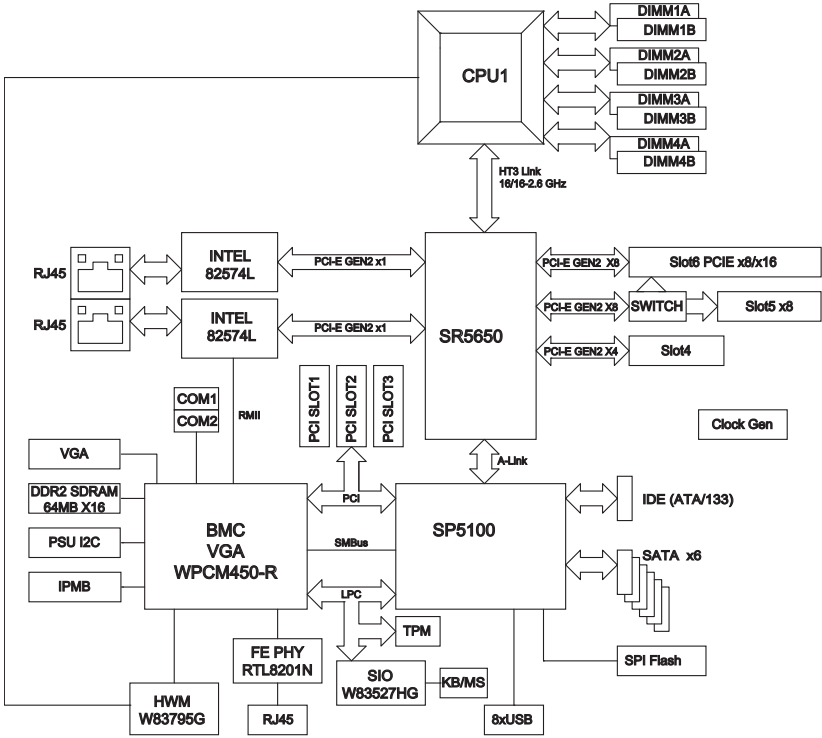 DIMM1A
DIMM1B
CPU1
DIMM2A
DIMM2B
DIMM3A
DIMM3B
DIMM4A
DIMM4B
HT3 Link
16/16-2.6 GHz
RJ45
INTEL
82574L
PCI-E GEN2 x1
SR5650
PCI-E GEN2 X8
Slot6 PCIE x8/x16
RJ45
INTEL
82574L
PCI-E GEN2 x1
PCI-E GEN2 X8
SWITCH
Slot5 x8
PCI-E GEN2 X4
Slot4
RMII
PCI SLOT1
PCI SLOT2
PCI SLOT3
COM1
COM2
Clock Gen
A-Link
VGA
DDR2 SDRAM
64MB X16
PSU I2C
IPMB
BMC
VGA
WPCM450-R
PCI
SMBus
LPC
SP5100
IDE (ATA/133)
SATA x6
TPM
FE PHY
RTL8201N
SIO
W83527HG
KB/MS
SPI Flash
HWM
W83795G
RJ45
8xUSB